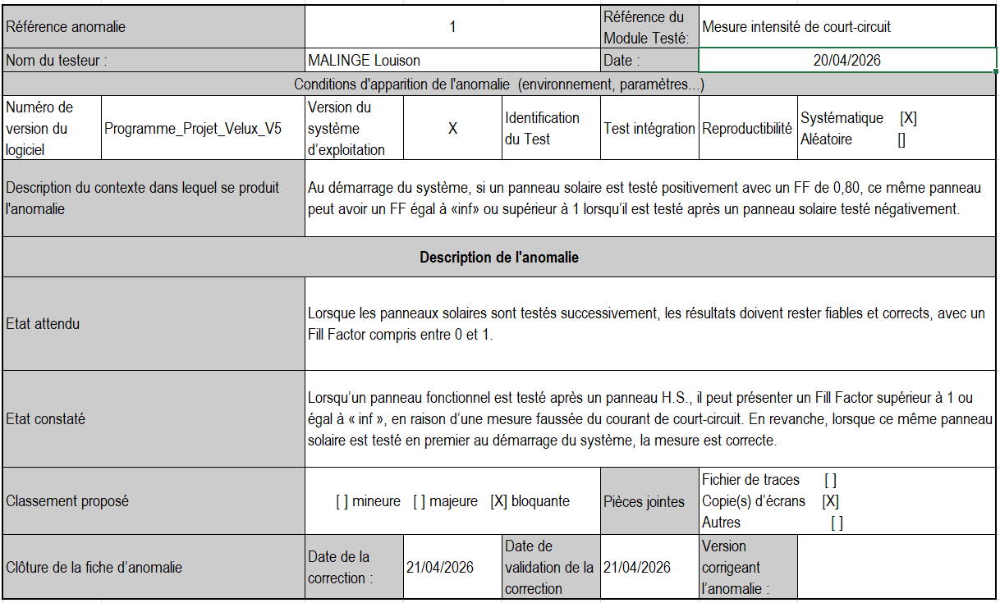 Référence anomalie
1
Référence du
Module Testé:
Mesure intensité de court-circuit
Nom du testeur :
MALINGE Louison
Date :
20/04/2026
Conditions d'apparition de l'anomalie  (environnement, paramètres...)
Numéro de
version du
logiciel
Programme_Projet_Velux_V5
Version du
système
d’exploitation
X
Identification
du Test
Test intégration
Reproductibilité
Systématique [X]
Aléatoire []
Description du contexte dans lequel se produit
l'anomalie
Au démarrage du système, si un panneau solaire est testé positivement avec un FF de 0,80, ce même panneau
peut avoir un FF égal à «inf» ou supérieur à 1 lorsqu’il est testé après un panneau solaire testé négativement.
Description de l'anomalie
Etat attendu
Lorsque les panneaux solaires sont testés successivement, les résultats doivent rester fiables et corrects, avec un
Fill Factor compris entre 0 et 1.
Etat constaté
Lorsqu’un panneau fonctionnel est testé après un panneau H.S., il peut présenter un Fill Factor supérieur à 1 ou
égal à « inf », en raison d’une mesure faussée du courant de court-circuit. En revanche, lorsque ce même panneau
solaire est testé en premier au démarrage du système, la mesure est correcte.
Classement proposé
[ ] mineure [ ] majeure [X] bloquante
Pièces jointes
Fichier de traces [ ]
Copie(s) d’écrans [X]
Autres [ ]
Clôture de la fiche d’anomalie
Date de la
correction :
21/04/2026
Date de
validation de la
correction
21/04/2026
Version
corrigeant
l’anomalie :